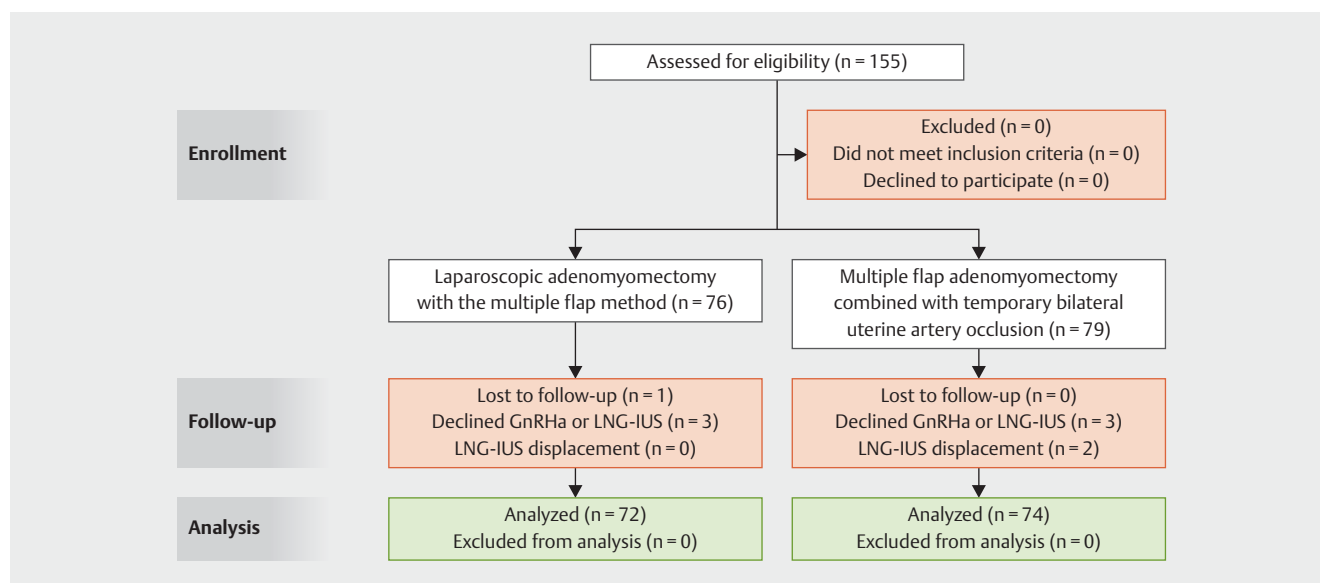 Assessed for eligibility (n = 155)
Enrollment
Excluded (n = 0)
Did not meet inclusion criteria (n = 0)
Declined to participate (n = 0)
Laparoscopic adenomyomectomy
with the multiple flap method (n = 76)
Multiple flap adenomyomectomy
combined with temporary bilateral
uterine artery occlusion (n = 79)
Follow-up
Lost to follow-up (n = 1)
Declined GnRHa or LNG-IUS (n = 3)
LNG-IUS displacement (n = 0)
Lost to follow-up (n = 0)
Declined GnRHa or LNG-IUS (n = 3)
LNG-IUS displacement (n = 2)
Analysis
Analyzed (n = 72)
Excluded from analysis (n = 0)
Analyzed (n = 74)
Excluded from analysis (n = 0)